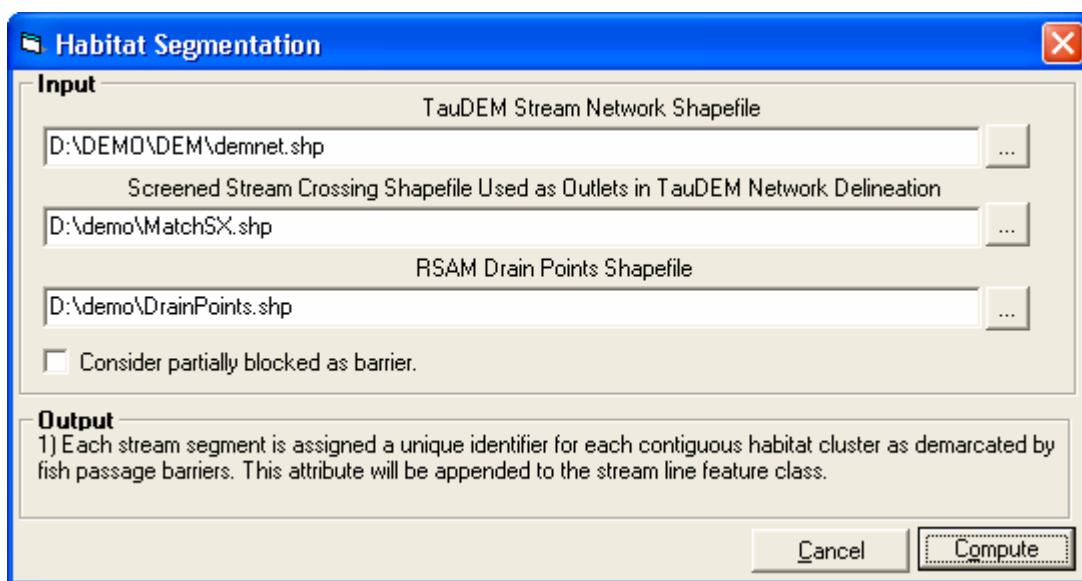 Habitat Segmentation
Input
TauDEM Stream Network Shapefile
D:\DEMO\DEM\demnet.shp
...
Screened Stream Crossing Shapefile Used as Outlets in TauDEM Network Delineation
D:\demo\MatchSX.shp
...
RSAM Drain Points Shapefile
D:\demo\DrainPoints.shp
...
Consider partially blocked as barrier.
Output
1) Each stream segment is assigned a unique identifier for each contiguous habitat cluster as demarcated by
fish passage barriers. This attribute will be appended to the stream line feature class.
Cancel
Compute